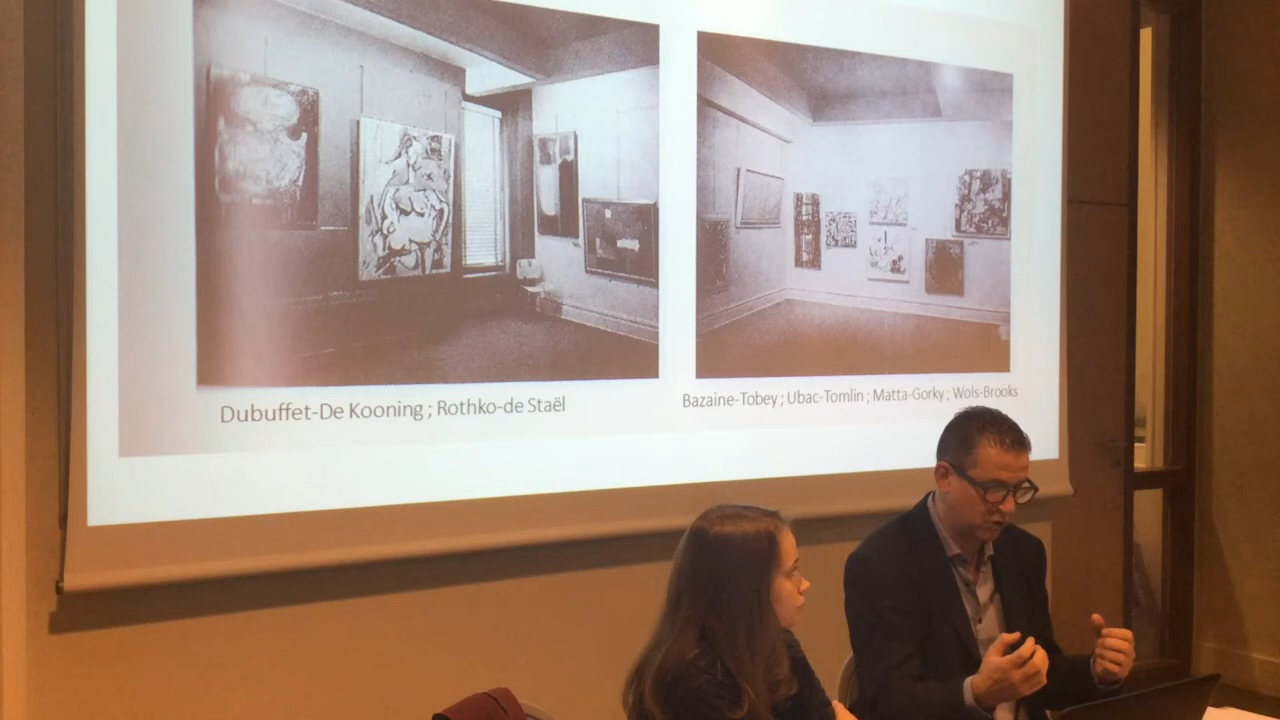 Dubuffet-De Kooning ; Rothko-de Staël
Bazaine-Tobey ; Ubac-Tomlin ; Matta-Gorky ; Wols-Brooks